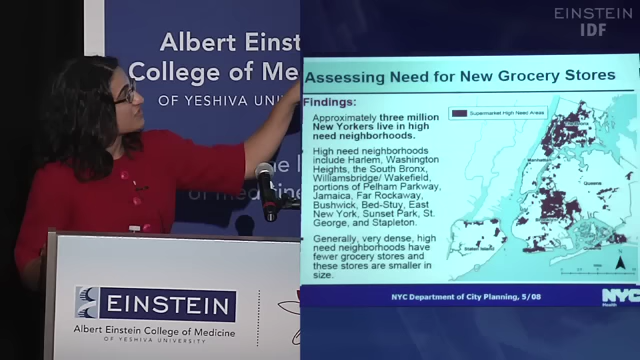 Albert Einst
College of Medi
OF YESHIVA UNIVER
of medicine
EINSTEIN
Albert Einstein College of Medicine
OF YESHIVA UNIVERSITY
EINSTEIN
IDF
Assessing Need for New Grocery Stores
Findings:
Approximately three million
New Yorkers live in high
need neighborhoods.
High need neighborhoods
include Harlem, Washington
Heights, the South Bronx,
Williamsbridge/ Wakefield,
portions of Pelham Parkway,
Jamaica, Far Rockaway,
Bushwick, Bed-Stuy, East
New York, Sunset Park, St.
George, and Stapleton.
Generally, very dense, high
need neighborhoods have
fewer grocery stores and
these stores are smaller in
size.
Supermarket High Need Areas
Manhattan
Queens
Staten Island
NYC Department of City Planning, 5/08
NYC
Health